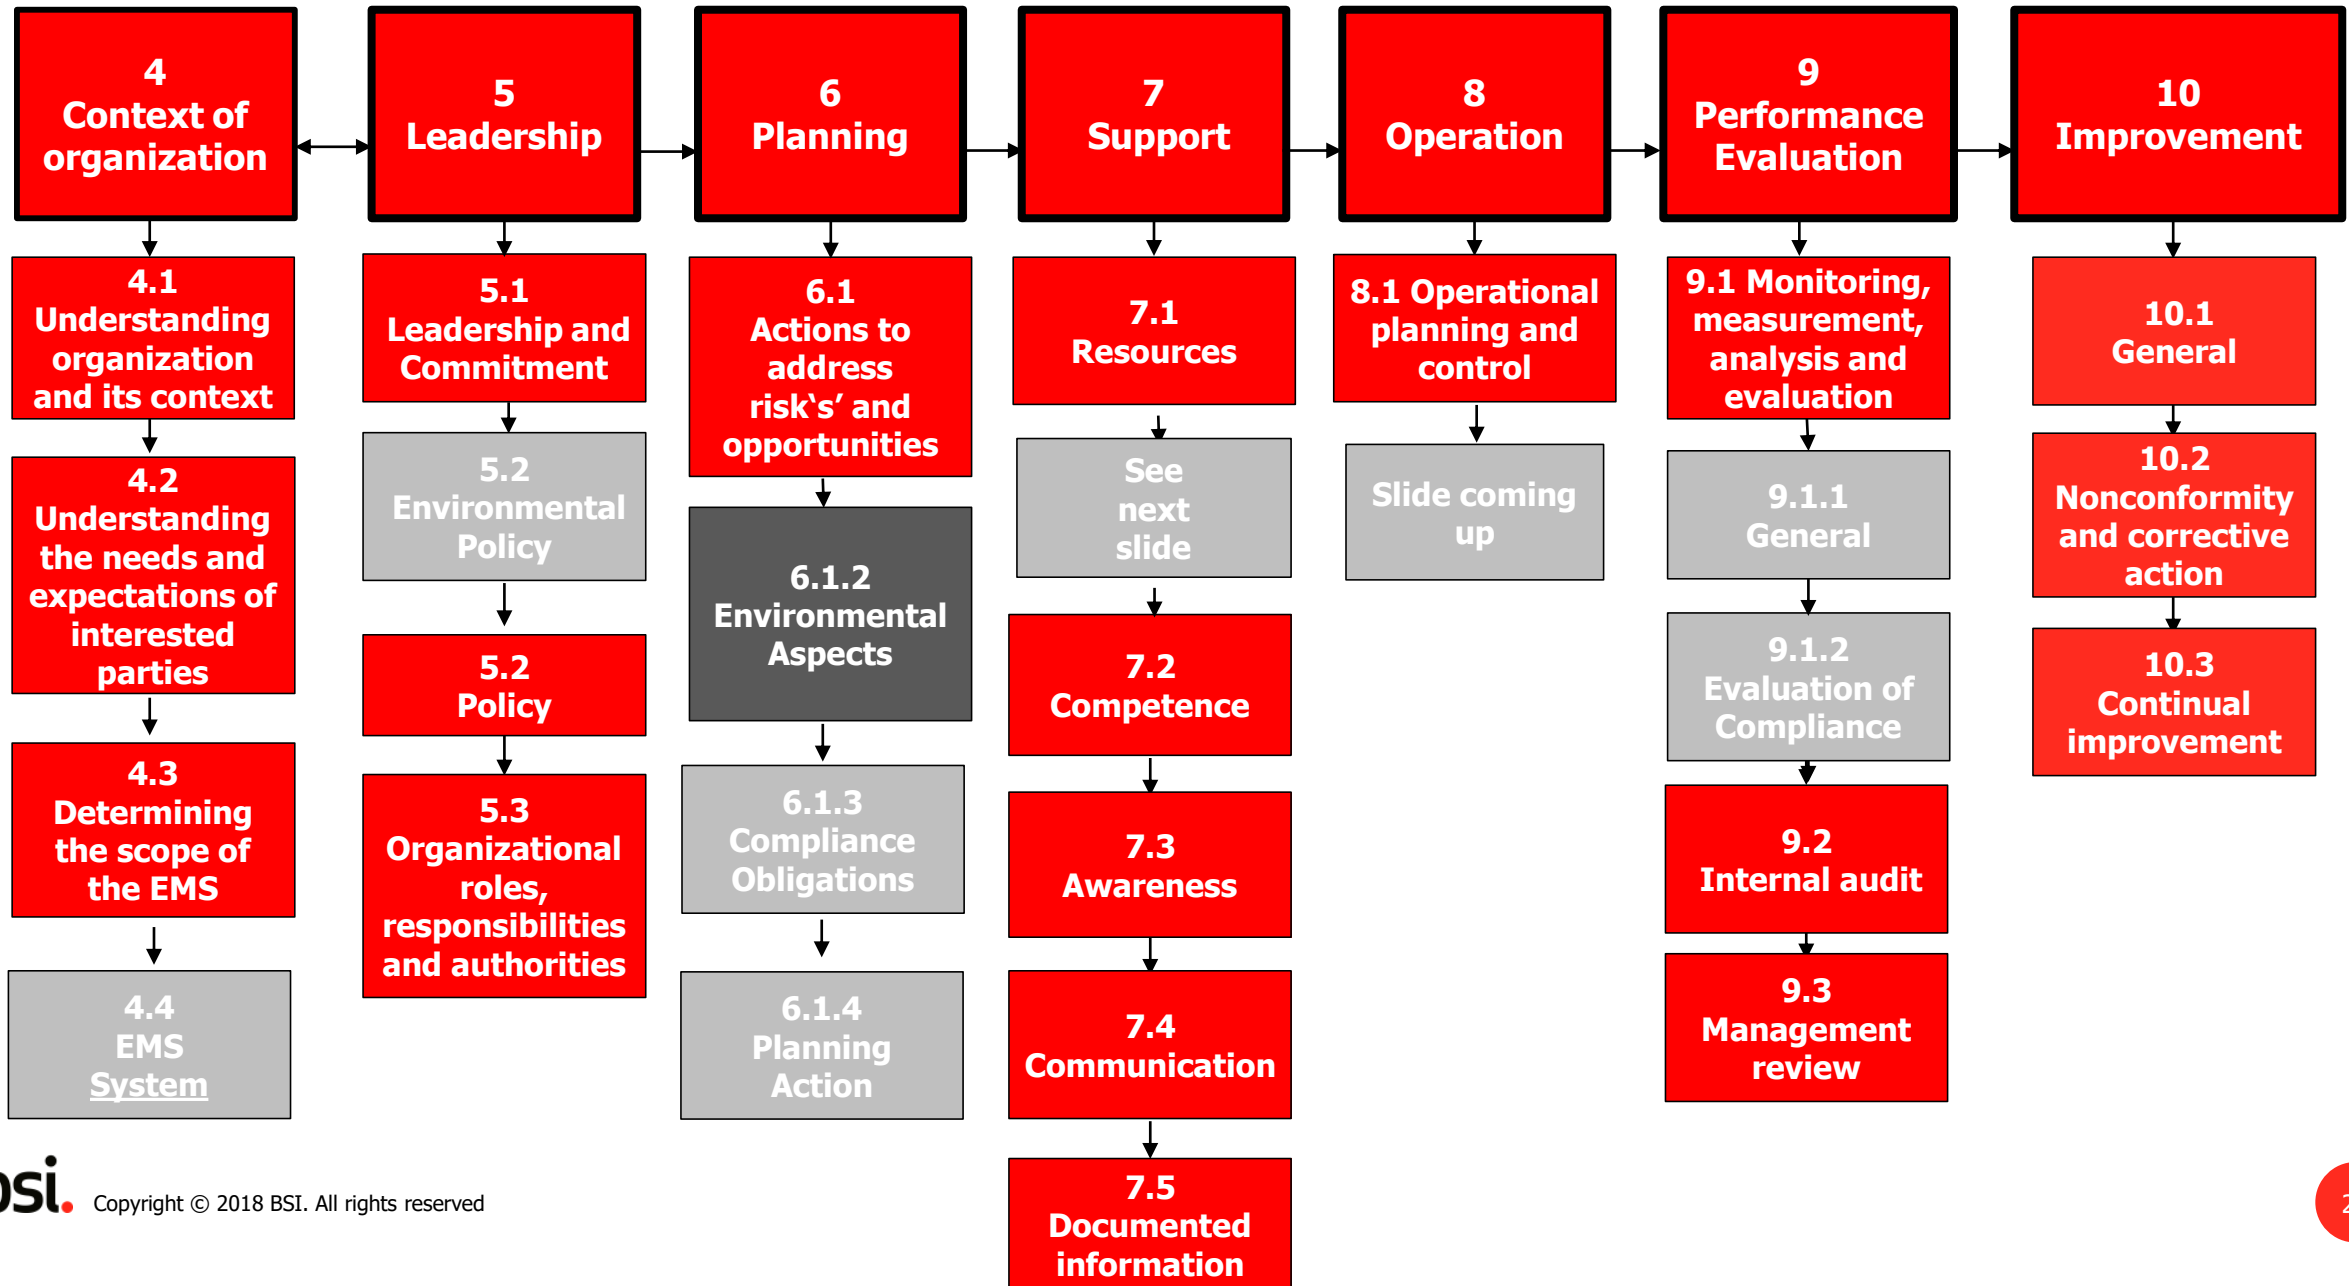 4
Context of
organization
5
Leadership
6
Planning
7
Support
8
Operation
9
Performance
Evaluation
10
Improvement
4.1
Understanding
organization
and its context
4.2
Understanding
the needs and
expectations of
interested
parties
4.3
Determining
the scope of
the EMS
4.4
EMS
System
5.1
Leadership and
Commitment
5.2
Environmental
Policy
5.2
Policy
5.3
Organizational
roles,
responsibilities
and authorities
6.1
Actions to
address
risk‘s’ and
opportunities
6.1.2
Environmental
Aspects
6.1.3
Compliance
Obligations
6.1.4
Planning
Action
7.1
Resources
See
next
slide
7.2
Competence
7.3
Awareness
7.4
Communication
7.5
Documented
information
8.1 Operational
planning and
control
Slide coming
up
9.1 Monitoring,
measurement,
analysis and
evaluation
9.1.1
General
9.1.2
Evaluation of
Compliance
9.2
Internal audit
9.3
Management
review
10.1
General
10.2
Nonconformity
and corrective
action
10.3
Continual
improvement
bsi.
Copyright © 2018 BSI. All rights reserved